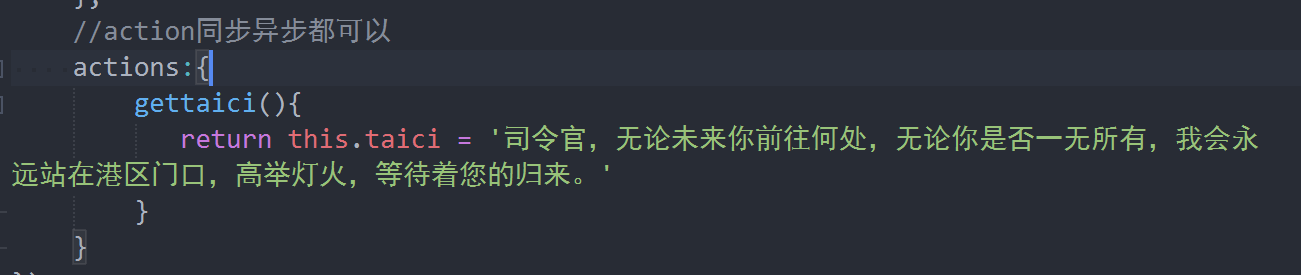 },
//action同步异步都可以
actions:{
gettaici(){
return this.taici = '司令官，无论未来你前往何处，无论你是否一无所有，我会永
远站在港区门口，高举灯火，等待着您的归来。'
}
}